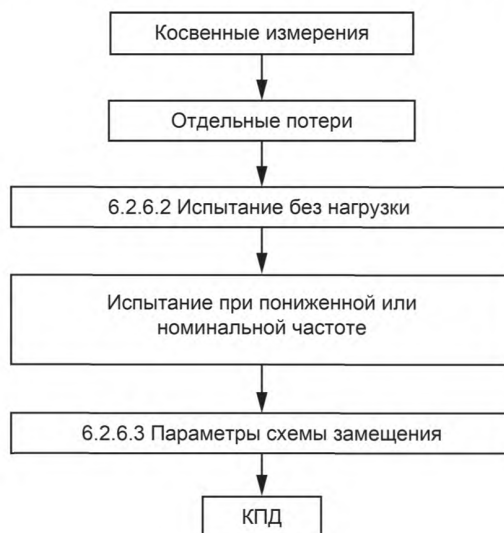 Косвенные измерения
Отдельные потери
6.2.6.2 Испытание без нагрузки
Испытание при пониженной или
номинальной частоте
6.2.6.3 Параметры схемы замещения
КПД